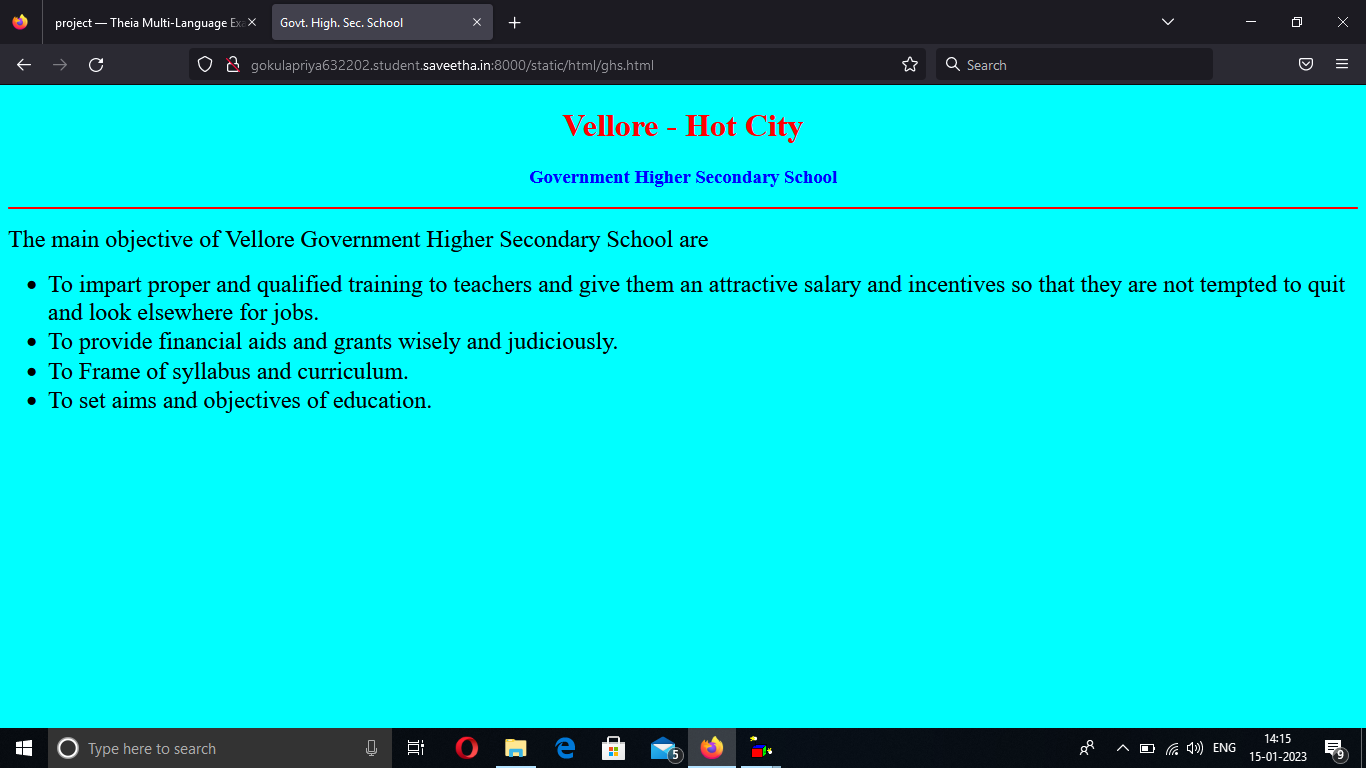 project — Theia Multi-Language Exa
Govt. High. Sec. School
gokulapriya632202.student.saveetha.in:8000/static/html/ghs.html
Search
Vellore - Hot City
Government Higher Secondary School
The main objective of Vellore Government Higher Secondary School are
• To impart proper and qualified training to teachers and give them an attractive salary and incentives so that they are not tempted to quit
and look elsewhere for jobs.
• To provide financial aids and grants wisely and judiciously.
• To Frame of syllabus and curriculum.
• To set aims and objectives of education.
Type here to search
5
ENG
14:15
15-01-2023
9